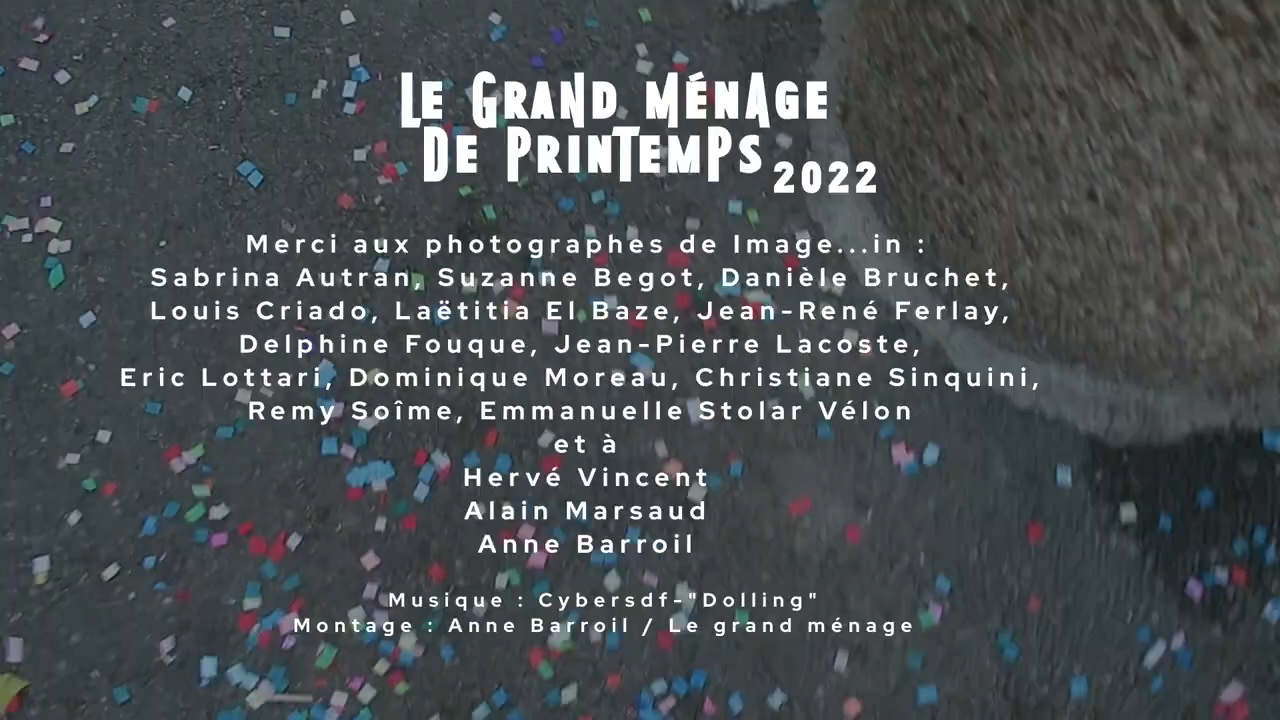 Le Grand Ménage
De Printemps 2022
Merci aux photographes de Image...in :
Sabrina Autran, Suzanne Begot, Danièle Bruchet,
Louis Criado, Laëtitia El Baze, Jean-René Ferlay,
Delphine Fouque, Jean-Pierre Lacoste,
Eric Lottari, Dominique Moreau, Christiane Sinquini,
Remy Soîme, Emmanuelle Stolar Vélon
et à
Hervé Vincent
Alain Marsaud
Anne Barroil
Musique : Cybersdf-"Dolling"
Montage : Anne Barroil / Le grand ménage